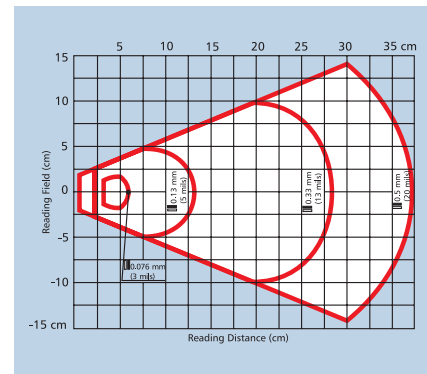 5 10 15 20 25 30 35 cm
15
10
5
0
-5
-10
-15 cm
Reading Field (cm)
0.076 mm
(3 mils)
0.13 mm
(5 mils)
0.33 mm
(13 mils)
0.5 mm
(20 mils)
Reading Distance (cm)